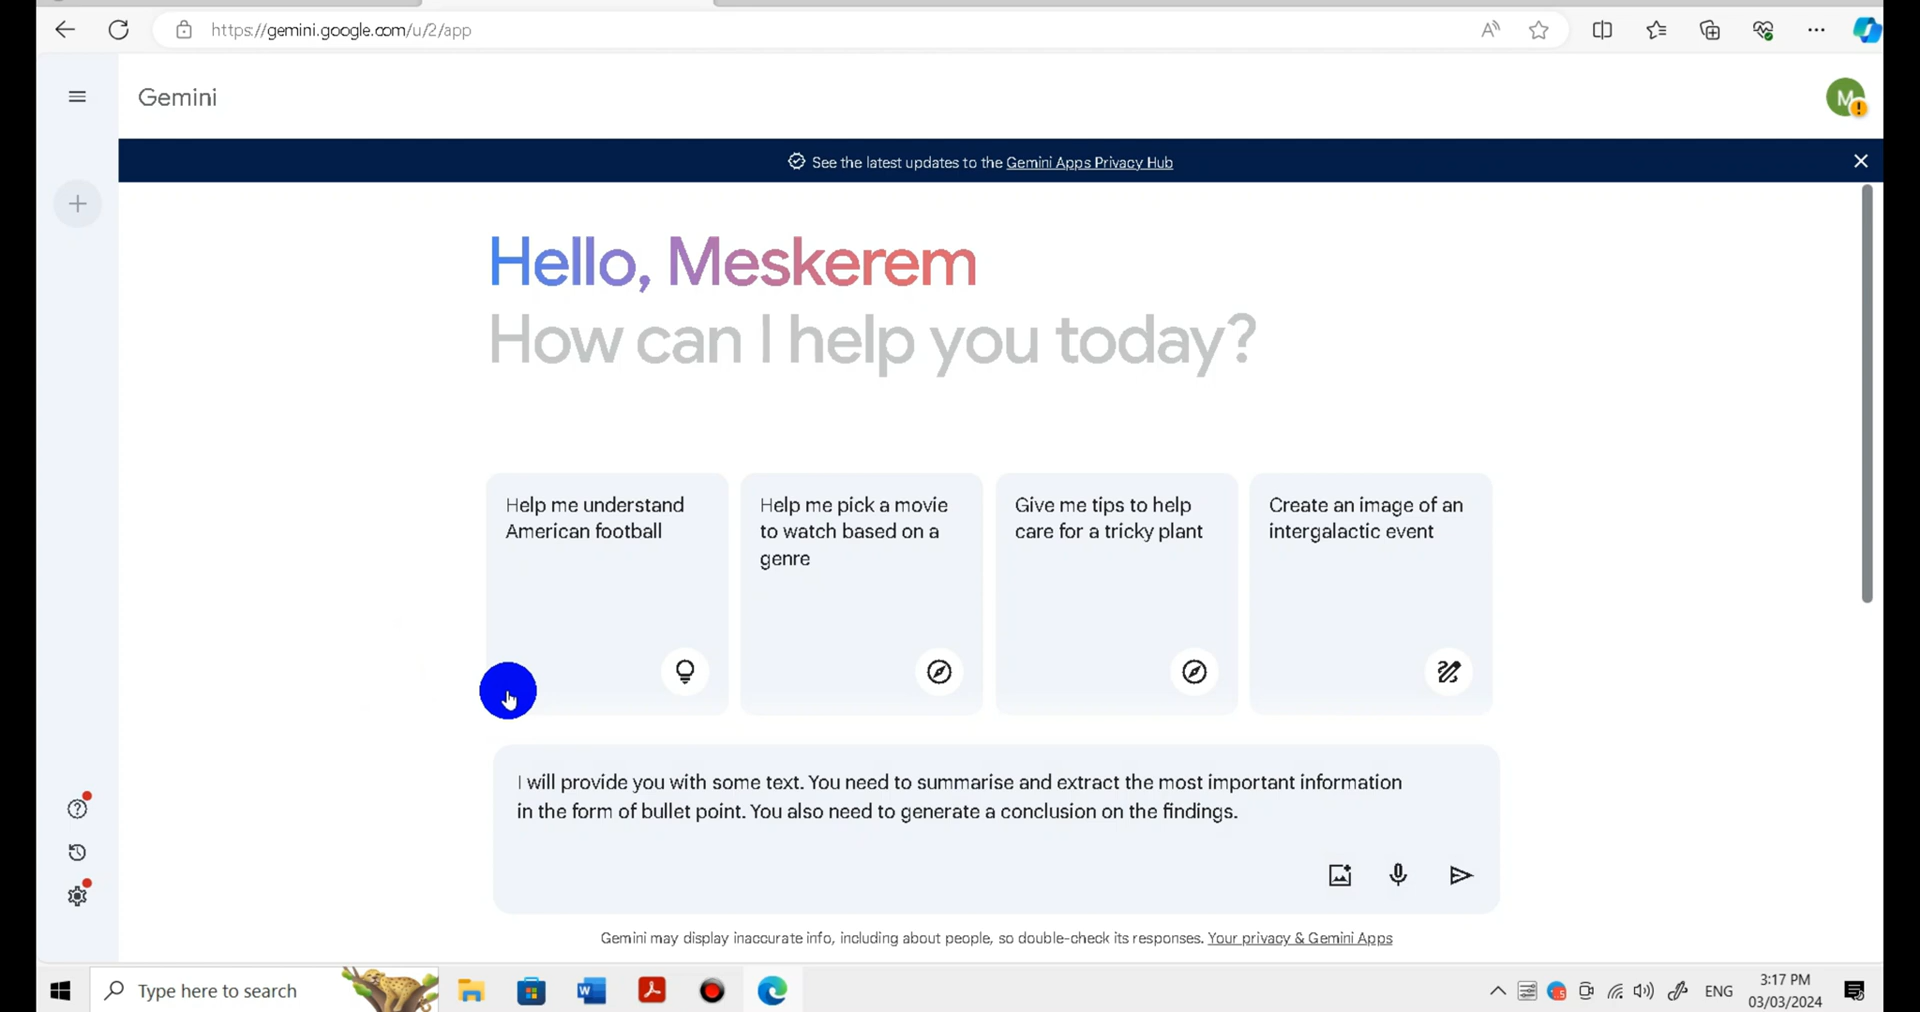 https://gemini.google.com/u/2/app
Gemini
M
See the latest updates to the Gemini Apps Privacy Hub
Hello, Meskerem
How can I help you today?
Help me understand
American football
Help me pick a movie
to watch based on a
genre
Give me tips to help
care for a tricky plant
Create an image of an
intergalactic event
I will provide you with some text. You need to summarise and extract the most important information
in the form of bullet point. You also need to generate a conclusion on the findings.
Gemini may display inaccurate info, including about people, so double-check its responses. Your privacy & Gemini Apps
Type here to search
ENG
3:17 PM
03/03/2024